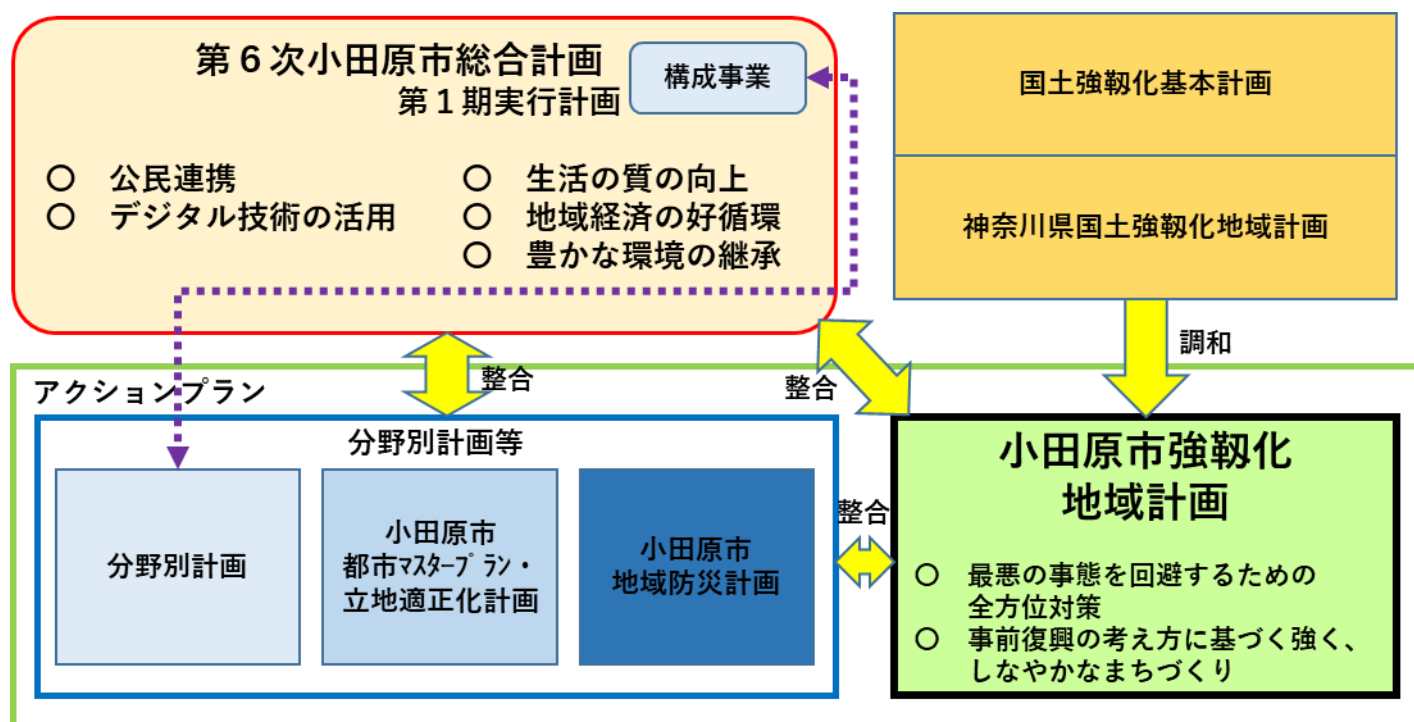 第６次小田原市総合計画
第１期実行計画
構成事業
○ 公民連携
○ デジタル技術の活用
○ 生活の質の向上
○ 地域経済の好循環
○ 豊かな環境の継承
国土強靱化基本計画
神奈川県国土強靱化地域計画
調和
整合
整合
アクションプラン
分野別計画等
分野別計画
小田原市
都市ﾏｽﾀｰﾌﾟﾗﾝ・
立地適正化計画
小田原市
地域防災計画
整合
小田原市強靱化
地域計画
○ 最悪の事態を回避するための
全方位対策
○ 事前復興の考え方に基づく強く、
しなやかなまちづくり